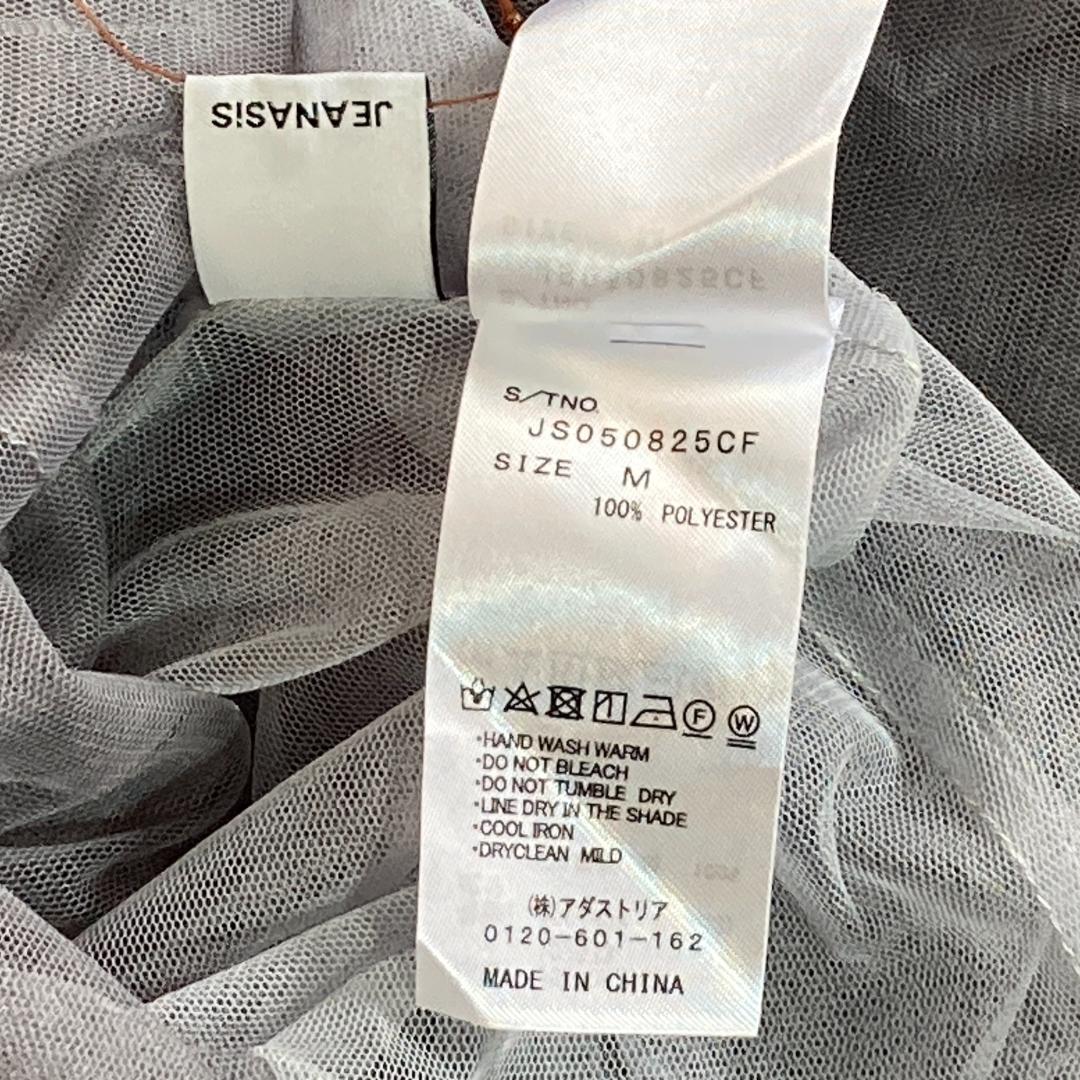 JEANASiS
S/TNO.
JS050825CF
SIZE M
100% POLYESTER
F W
・HAND WASH WARM
・DO NOT BLEACH
・DO NOT TUMBLE DRY
・LINE DRY IN THE SHADE
・COOL IRON
・DRYCLEAN MILD
(株)アダストリア
0120-601-162
MADE IN CHINA